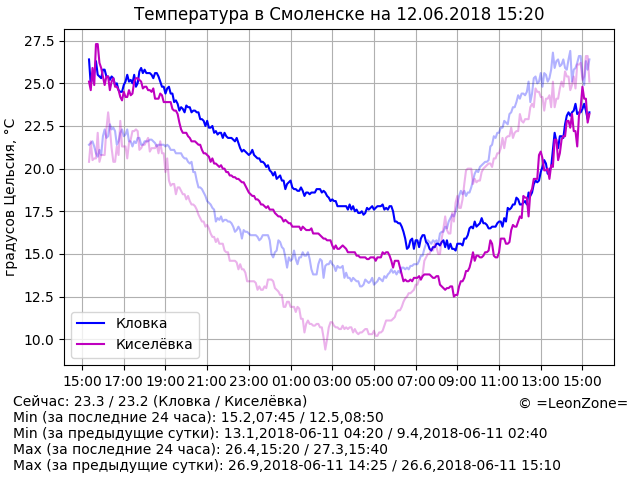 Температура в Смоленске на 12.06.2018 15:20
градусов Цельсия, °C
27.5
25.0
22.5
20.0
17.5
15.0
12.5
10.0
Кловка
Киселёвка
15:00 17:00 19:00 21:00 23:00 01:00 03:00 05:00 07:00 09:00 11:00 13:00 15:00
Сейчас: 23.3 / 23.2 (Кловка / Киселёвка)
© =LeonZone=
Min (за последние 24 часа): 15.2,07:45 / 12.5,08:50
Min (за предыдущие сутки): 13.1,2018-06-11 04:20 / 9.4,2018-06-11 02:40
Max (за последние 24 часа): 26.4,15:20 / 27.3,15:40
Max (за предыдущие сутки): 26.9,2018-06-11 14:25 / 26.6,2018-06-11 15:10